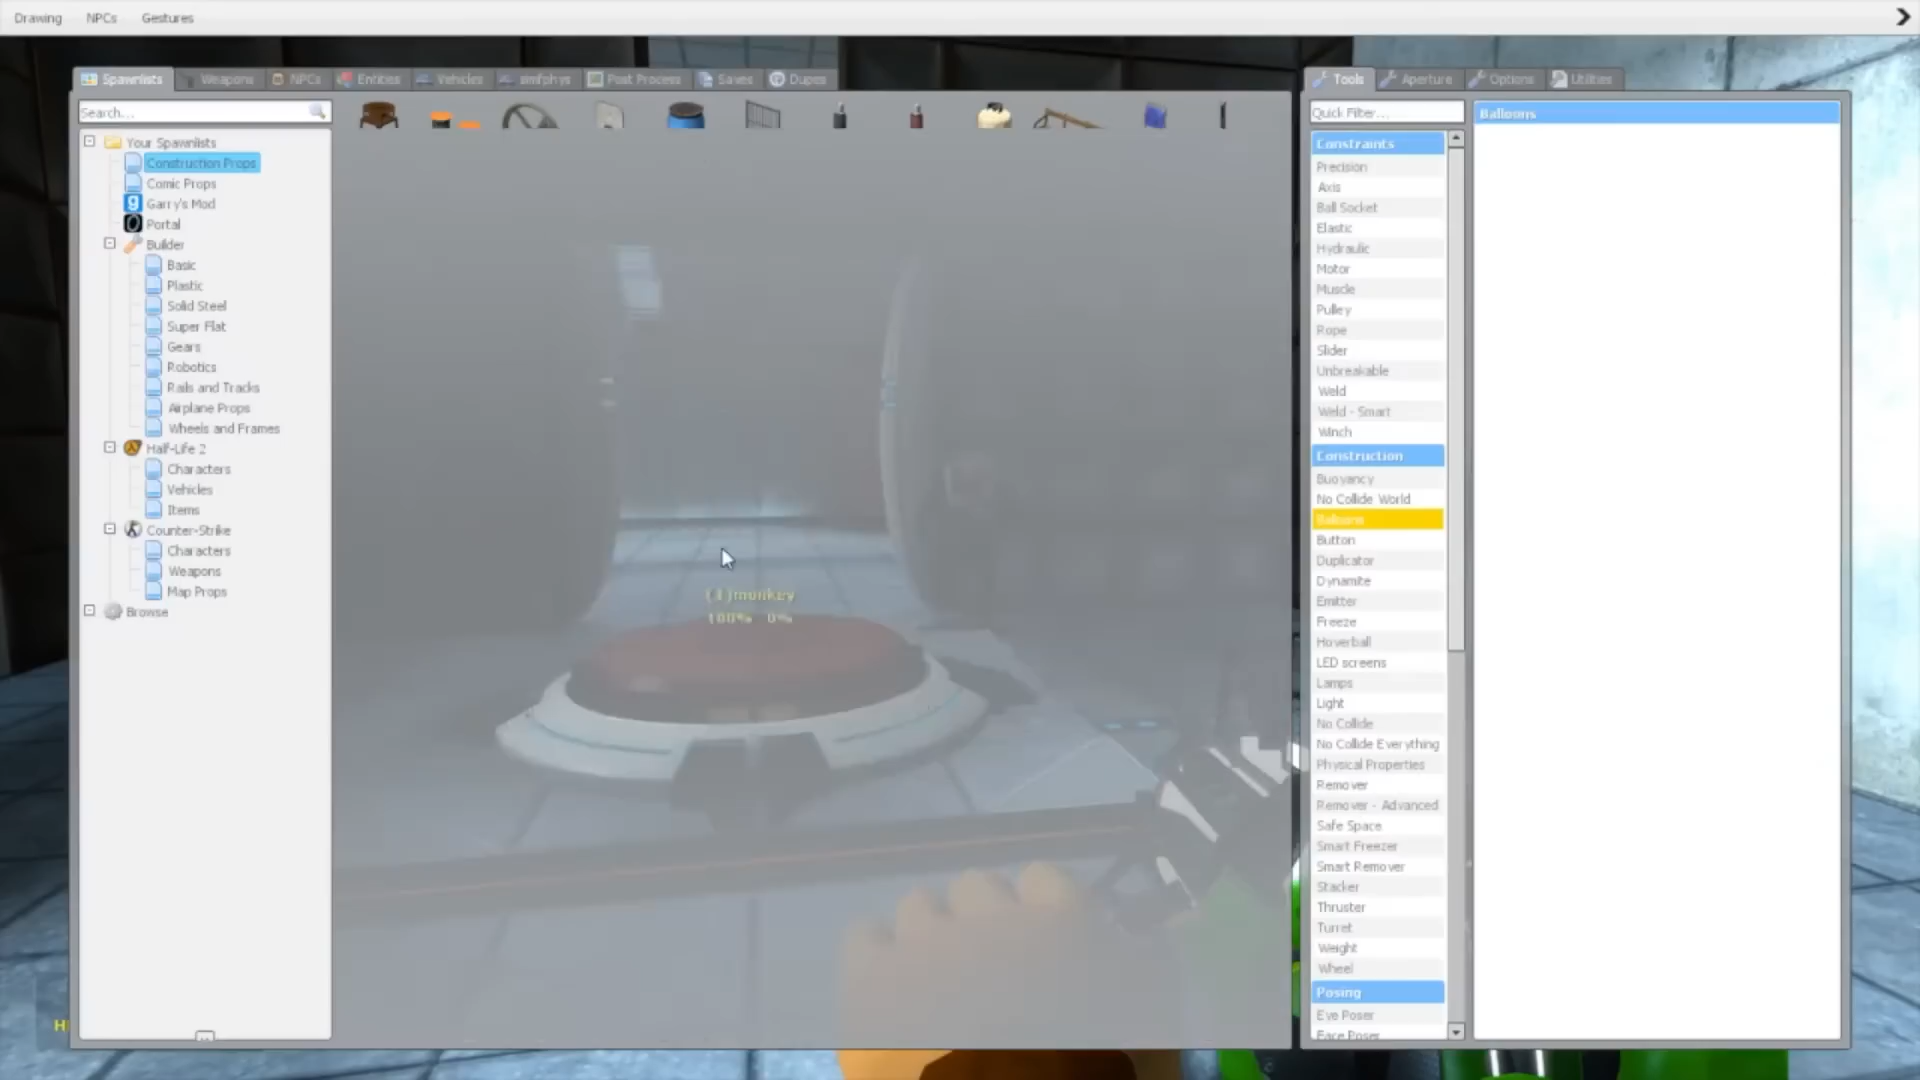 Drawing NPCs Gestures
Spawnlists Weapons NPCs Entities Vehicles simfphys Post Process Saves Dupes
Search...
Your Spawnlists
Construction Props
Comic Props
Garry's Mod
Portal
Builder
Basic
Plastic
Solid Steel
Super Flat
Gears
Robotics
Rails and Tracks
Airplane Props
Wheels and Frames
Half-Life 2
Characters
Vehicles
Items
Counter-Strike
Characters
Weapons
Map Props
Browse
(1)monkey
100% 0%
H
Tools Aperture Options Utilities
Quick Filter...
Constraints
Precision
Axis
Ball Socket
Elastic
Hydraulic
Motor
Muscle
Pulley
Rope
Slider
Unbreakable
Weld
Weld - Smart
Winch
Construction
Buoyancy
No Collide World
Balloons
Button
Duplicator
Dynamite
Emitter
Freeze
Hoverball
LED screens
Lamps
Light
No Collide
No Collide Everything
Physical Properties
Remover
Remover - Advanced
Safe Space
Smart Freezer
Smart Remover
Stacker
Thruster
Turret
Weight
Wheel
Posing
Eye Poser
Face Poser
Balloons